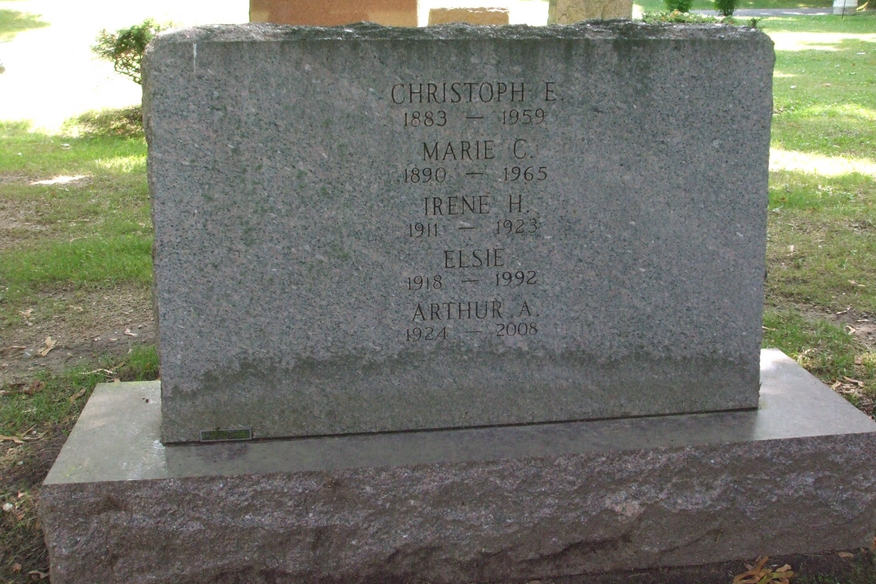 CHRISTOPH E.
1883 — 1959
MARIE C.
1890 — 1965
IRENE H.
1911 — 1923
ELSIE
1918 — 1992
ARTHUR A.
1924 — 2008